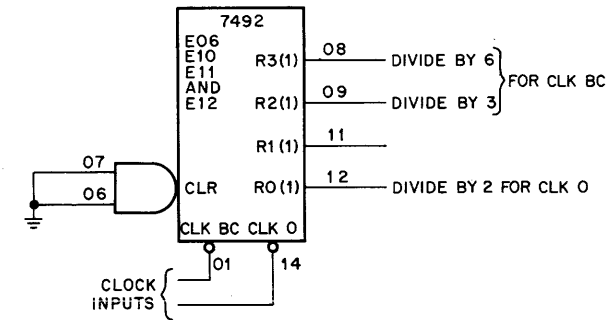 7492
E06
E10
E11
AND
E12
R3(1) 08 DIVIDE BY 6
R2(1) 09 DIVIDE BY 3
FOR CLK BC
R1(1) 11
R0(1) 12 DIVIDE BY 2 FOR CLK 0
07
06
CLR
CLK BC CLK 0
01 14
CLOCK
INPUTS